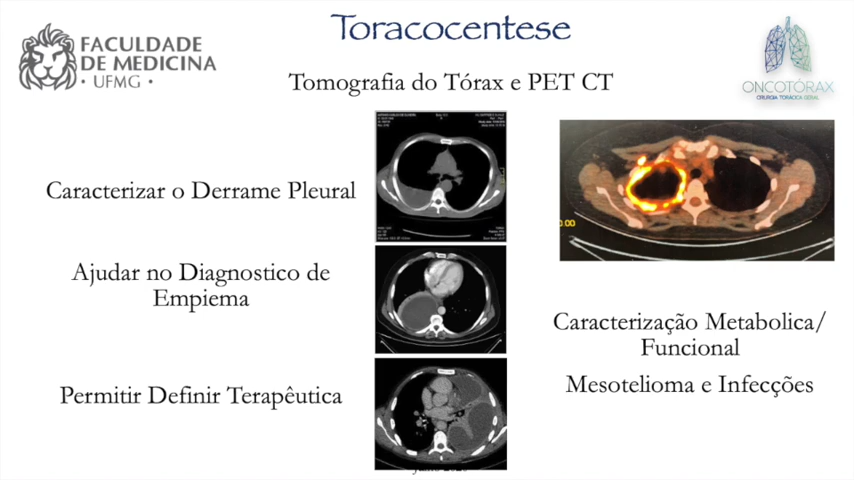 FACULDADE
DE MEDICINA
· UFMG ·
Toracocentese
Tomografia do Tórax e PET CT
ONCOTÓRAX
CIRURGIA TORÁCICA GERAL
Caracterizar o Derrame Pleural
Ajudar no Diagnostico de
Empiema
Permitir Definir Terapêutica
Caracterização Metabolica/
Funcional
Mesotelioma e Infecções